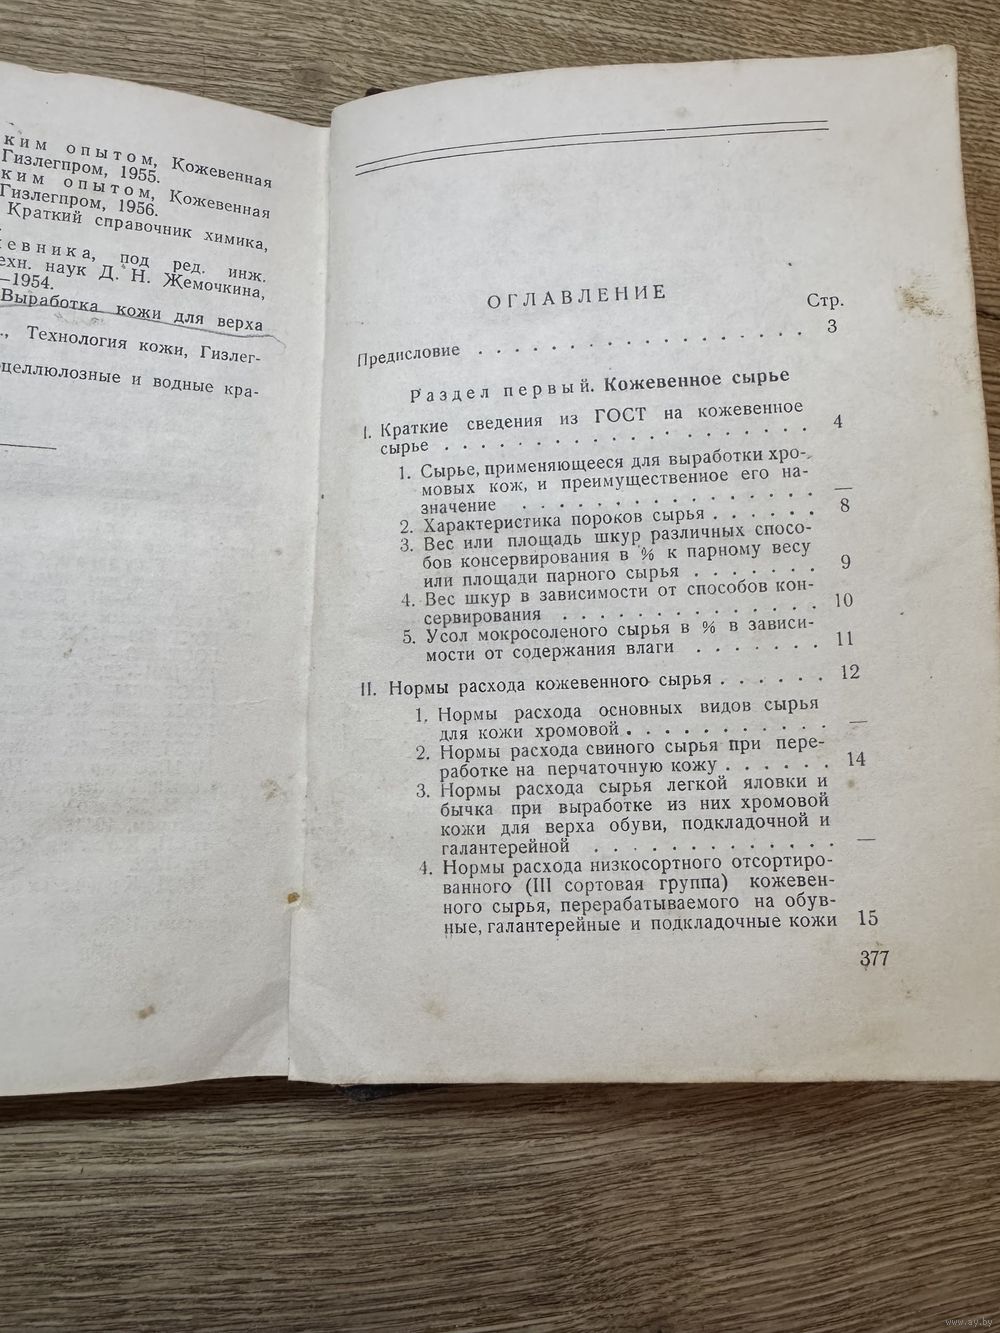 ким опытом, Кожевенная
Гизлегпром, 1955.
ким опытом, Кожевенная
Гизлегпром, 1956.
Краткий справочник химика,
евника, под ред. инж.
ехн. наук Д. Н. Жемочкина,
—1954.
Выработка кожи для верха
., Технология кожи, Гизлег-
оцеллюлозные и водные кра-
ОГЛАВЛЕНИЕ
Стр.
Предисловие . . . . . . . . . . . . . . . . . . 3
Раздел первый. Кожевенное сырье
I. Краткие сведения из ГОСТ на кожевенное
сырье . . . . . . . . . . . . . . . . . . . . 4
1. Сырье, применяющееся для выработки хро-
мовых кож, и преимущественное его на-
значение . . . . . . . . . . . . . . . . —
2. Характеристика пороков сырья . . . . . . 8
3. Вес или площадь шкур различных спосо-
бов консервирования в % к парному весу
или площади парного сырья . . . . . . . 9
4. Вес шкур в зависимости от способов кон-
сервирования . . . . . . . . . . . . . 10
5. Усол мокросоленого сырья в % в зависи-
мости от содержания влаги . . . . . . . 11
II. Нормы расхода кожевенного сырья . . . . . . 12
1. Нормы расхода основных видов сырья
для кожи хромовой . . . . . . . . . . . —
2. Нормы расхода свиного сырья при пере-
работке на перчаточную кожу . . . . . . 14
3. Нормы расхода сырья легкой яловки и
бычка при выработке из них хромовой
кожи для верха обуви, подкладочной и
галантерейной . . . . . . . . . . . . . —
4. Нормы расхода низкосортного отсортиро-
ванного (III сортовая группа) кожевен-
ного сырья, перерабатываемого на обув-
ные, галантерейные и подкладочные кожи 15
377
www.ay.by